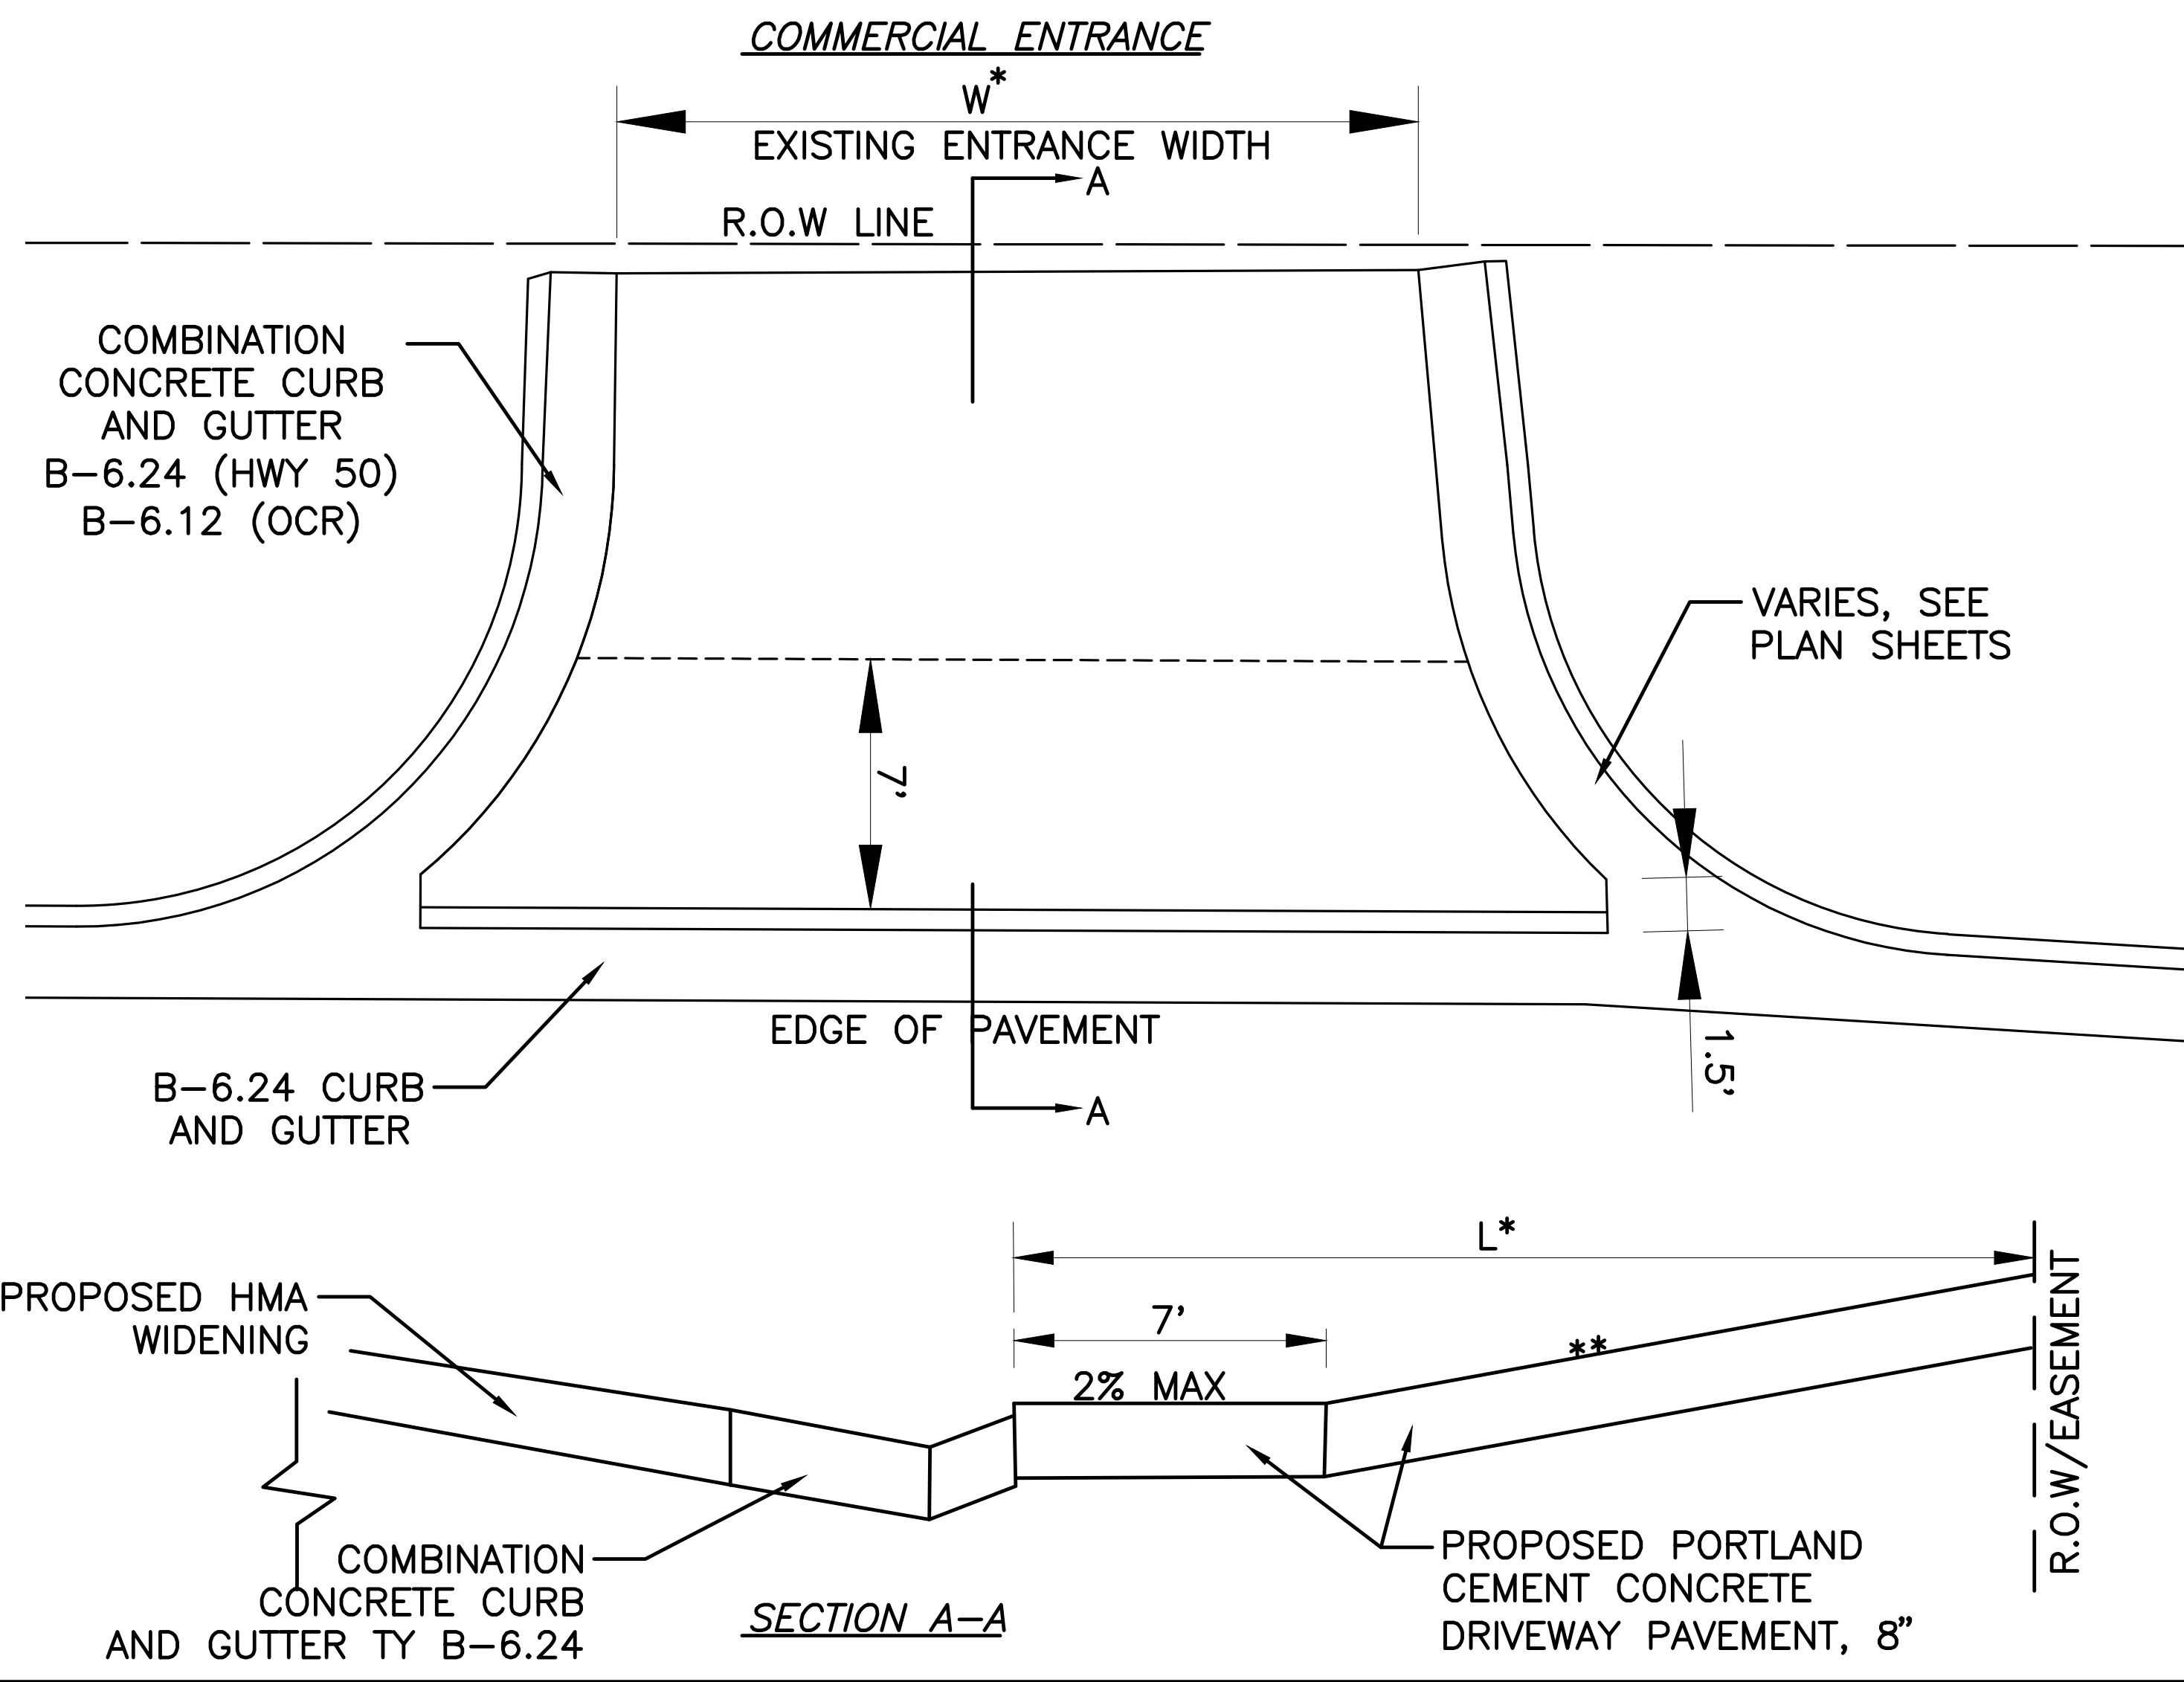 COMMERCIAL ENTRANCE
W*
EXISTING ENTRANCE WIDTH
A
R.O.W LINE
COMBINATION
CONCRETE CURB
AND GUTTER
B-6.24 (HWY 50)
B-6.12 (OCR)
VARIES, SEE
PLAN SHEETS
7'
1.5'
EDGE OF PAVEMENT
B-6.24 CURB
AND GUTTER
A
L*
7'
2% MAX
**
R.O.W/EASEMENT
PROPOSED HMA
WIDENING
COMBINATION
CONCRETE CURB
AND GUTTER TY B-6.24
SECTION A-A
PROPOSED PORTLAND
CEMENT CONCRETE
DRIVEWAY PAVEMENT, 8"